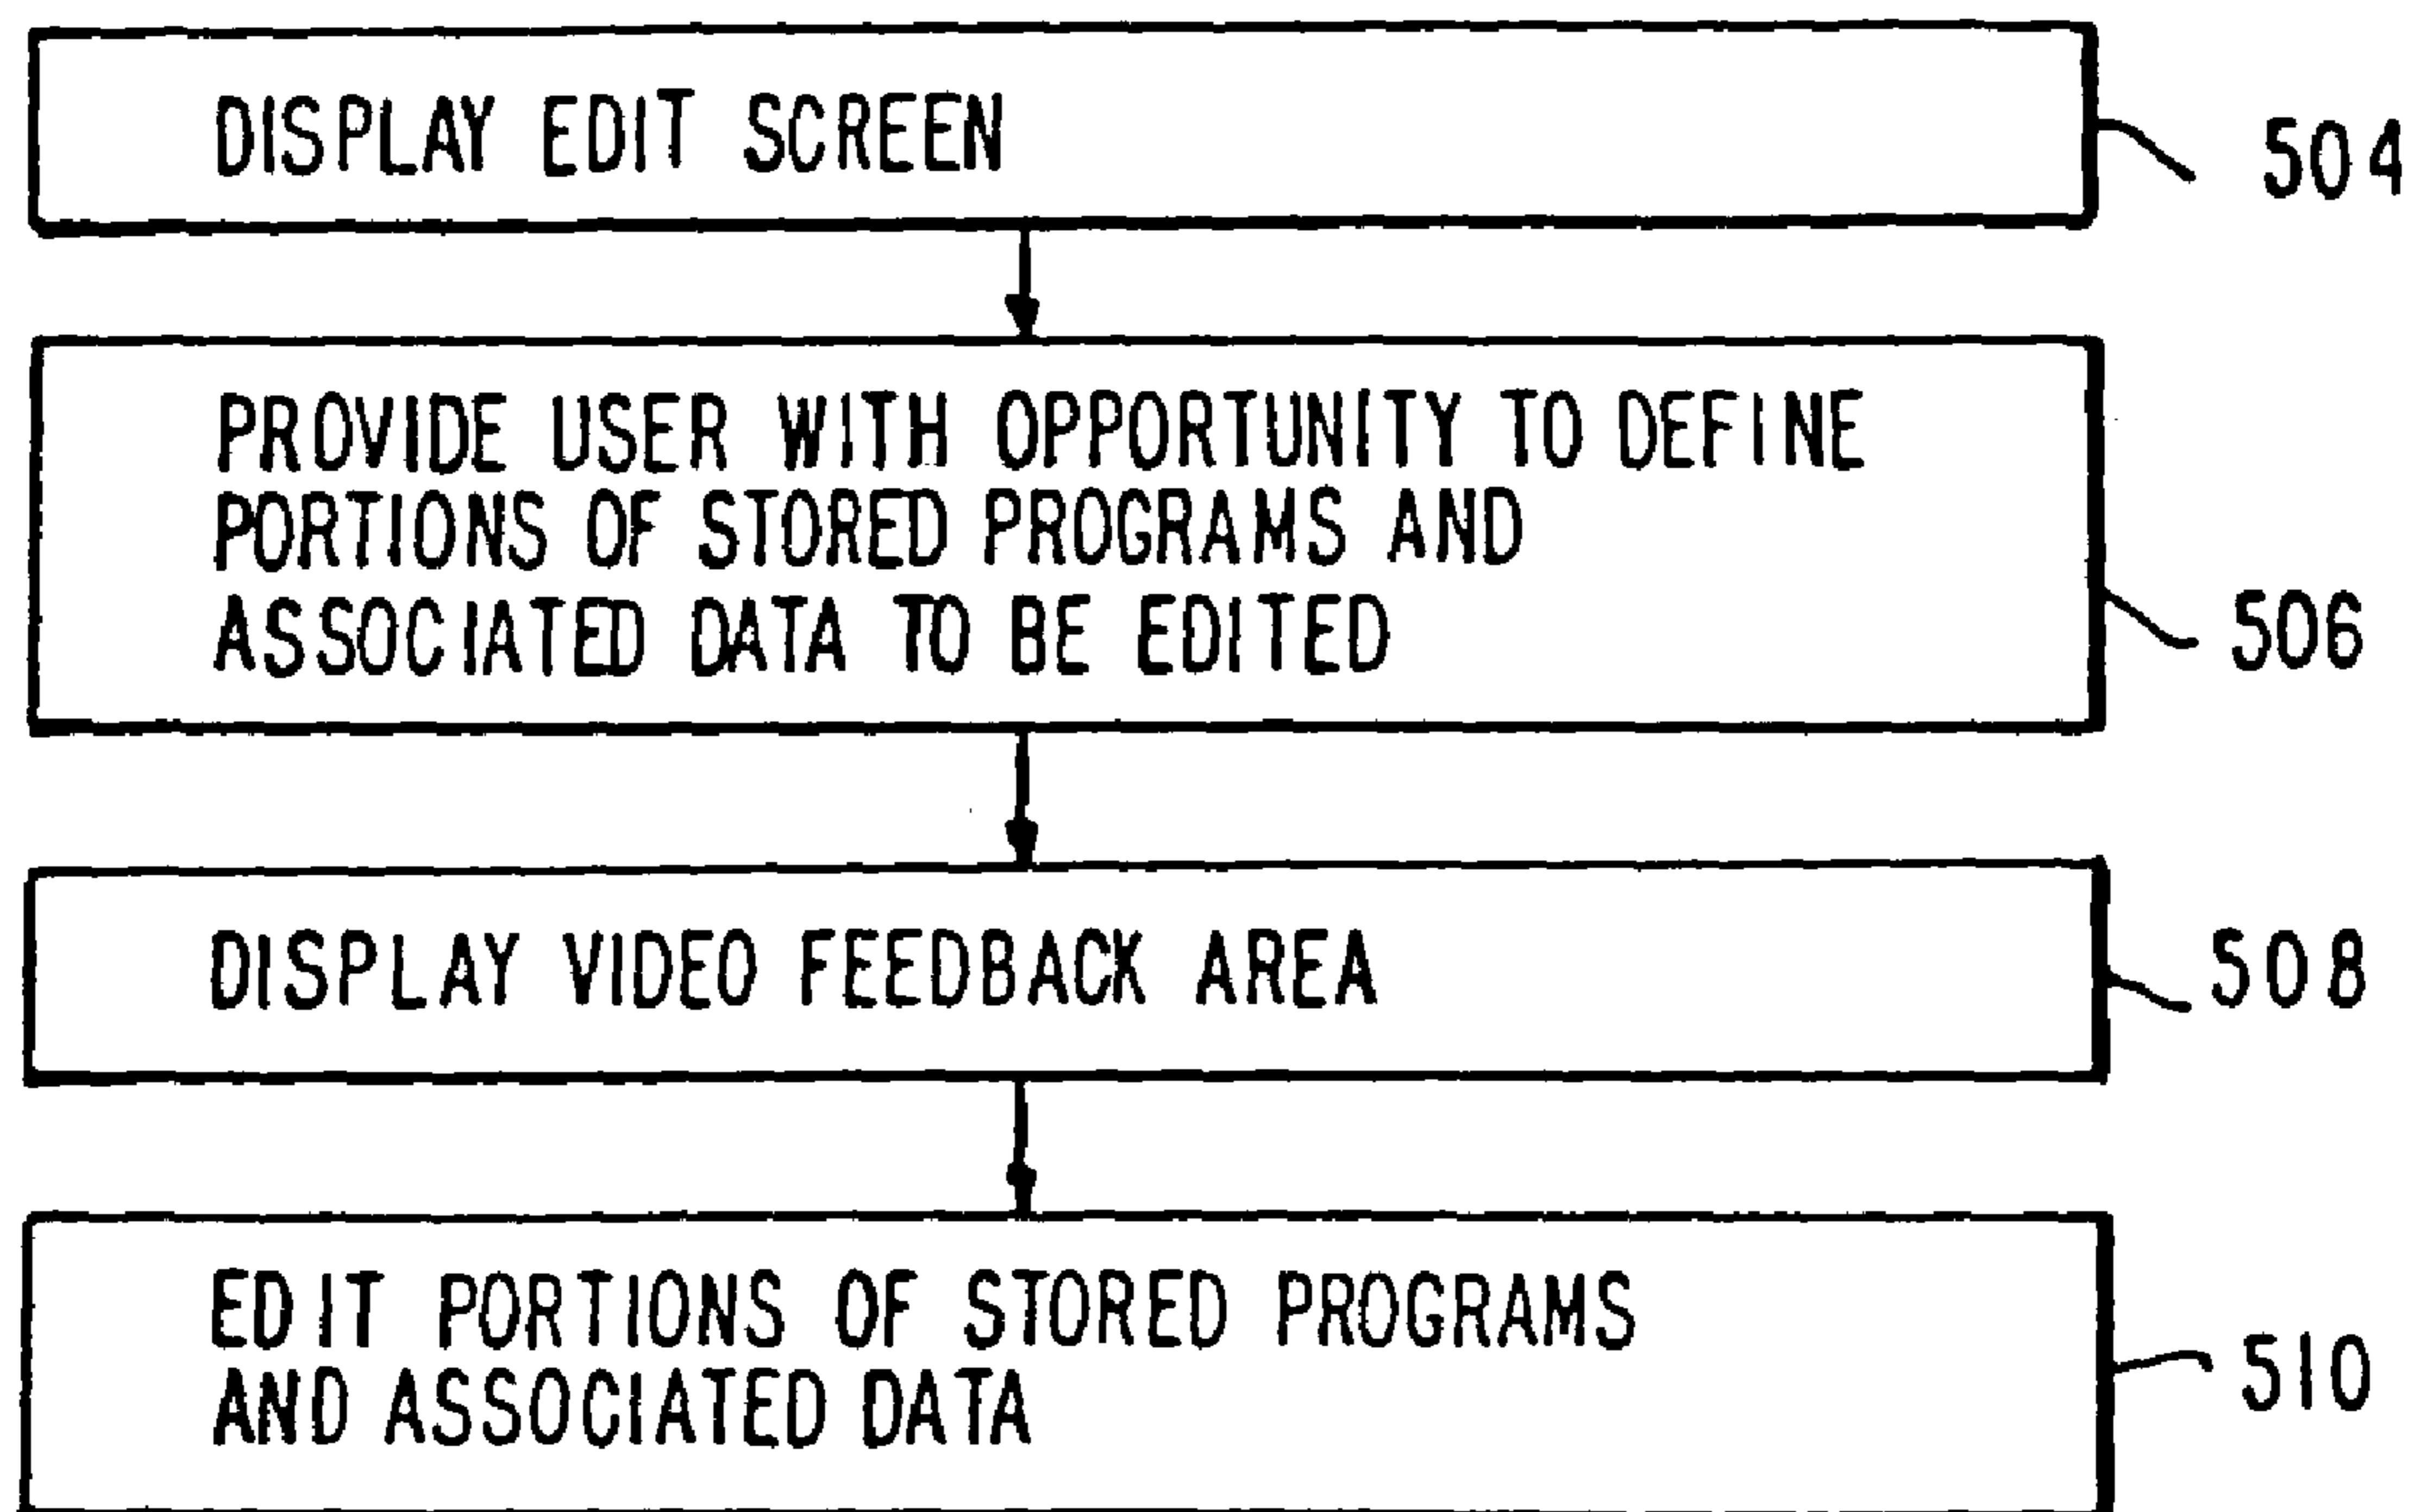 DISPLAY EDIT SCREEN
504
PROVIDE USER WITH OPPORTUNITY TO DEFINE
PORTIONS OF STORED PROGRAMS AND
ASSOCIATED DATA TO BE EDITED
506
DISPLAY VIDEO FEEDBACK AREA
508
EDIT PORTIONS OF STORED PROGRAMS
AND ASSOCIATED DATA
510